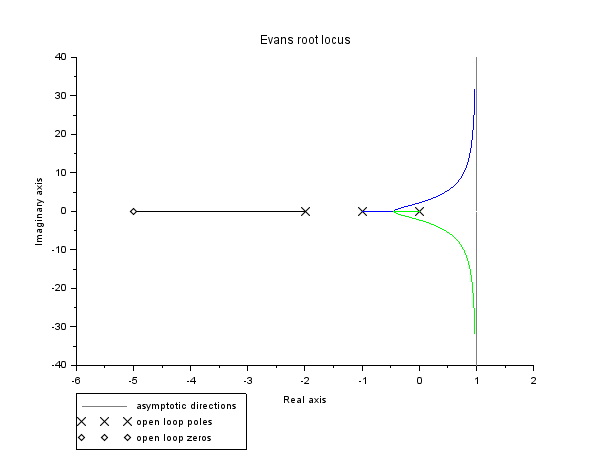 Evans root locus
40
30
20
10
0
-10
-20
-30
-40
Imaginary axis
-6 -5 -4 -3 -2 -1 0 1 2
Real axis
asymptotic directions
open loop poles
open loop zeros